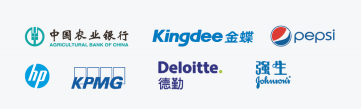 中国农业银行
AGRICULTURAL BANK OF CHINA
Kingdee 金蝶
pepsi
hp
KPMG
Deloitte.
德勤
强生
Johnson's